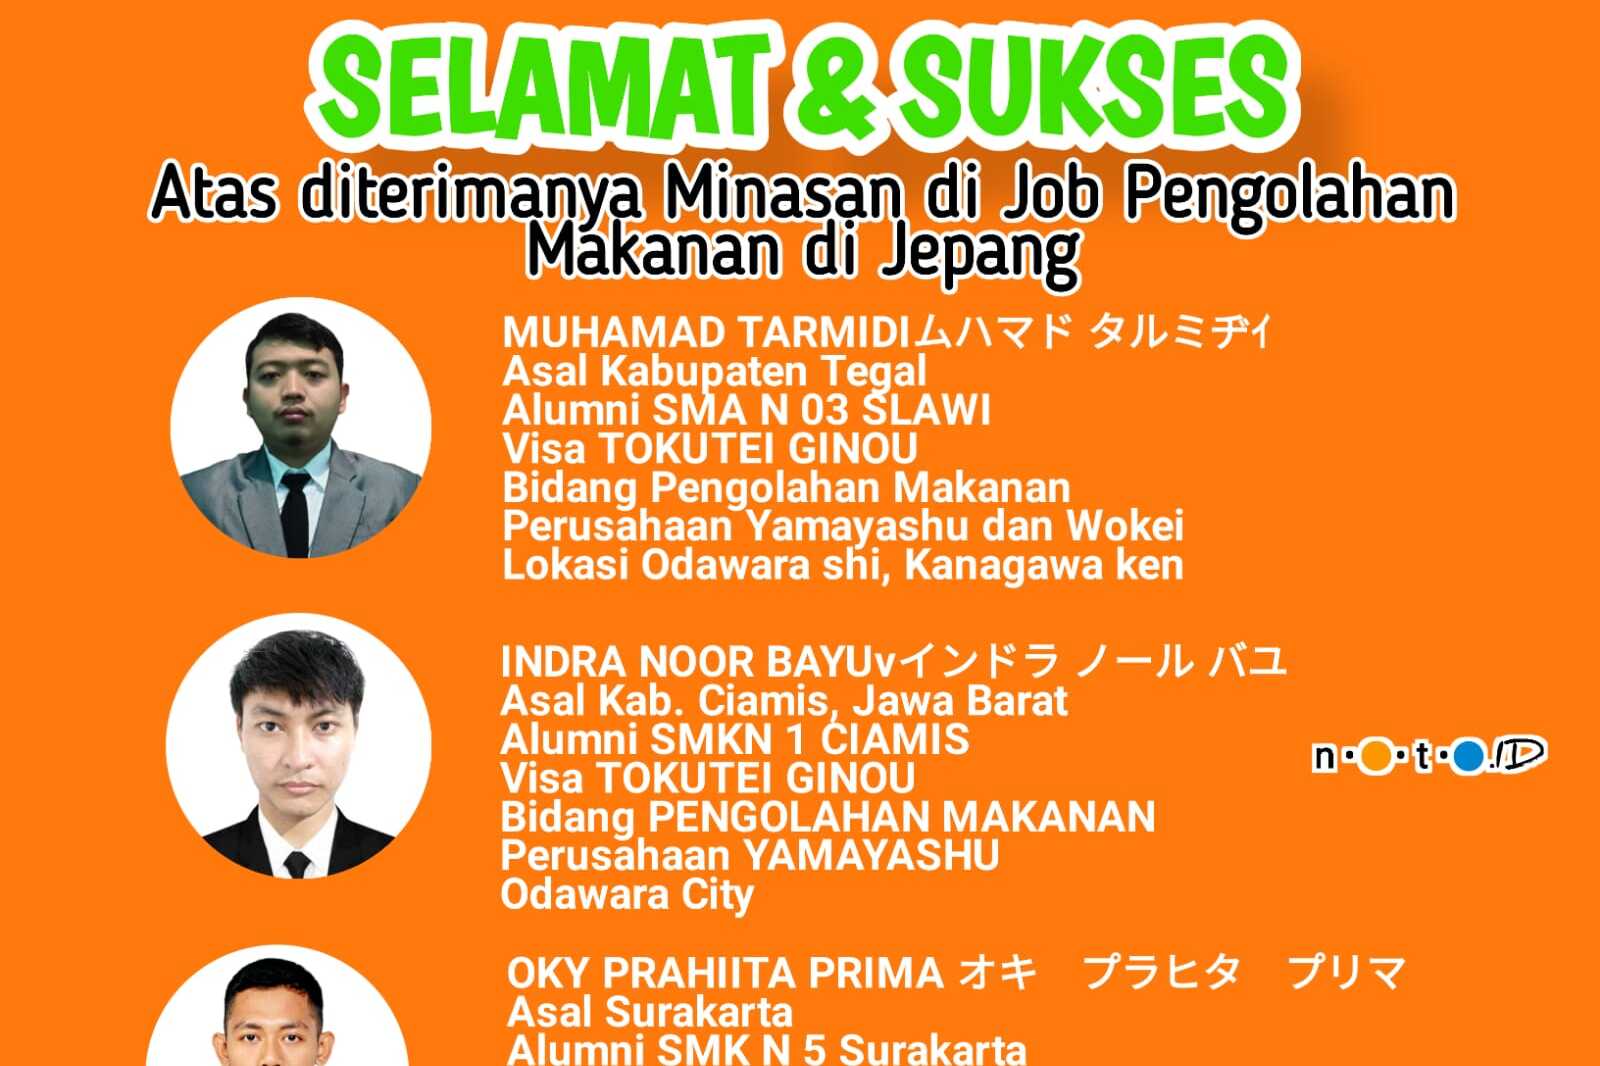 SELAMAT & SUKSES
Atas diterimanya Minasan di Job Pengolahan
Makanan di Jepang
MUHAMAD TARMIDIムハマド タルミヂィ
Asal Kabupaten Tegal
Alumni SMA N 03 SLAWI
Visa TOKUTEI GINOU
Bidang Pengolahan Makanan
Perusahaan Yamayashu dan Wokei
Lokasi Odawara shi, Kanagawa ken
INDRA NOOR BAYUvインドラ ノール バユ
Asal Kab. Ciamis, Jawa Barat
Alumni SMKN 1 CIAMIS
Visa TOKUTEI GINOU
Bidang PENGOLAHAN MAKANAN
Perusahaan YAMAYASHU
Odawara City
n·o·t·o.ID
OKY PRAHIITA PRIMA オキ　プラヒタ　プリマ
Asal Surakarta
Alumni SMK N 5 Surakarta